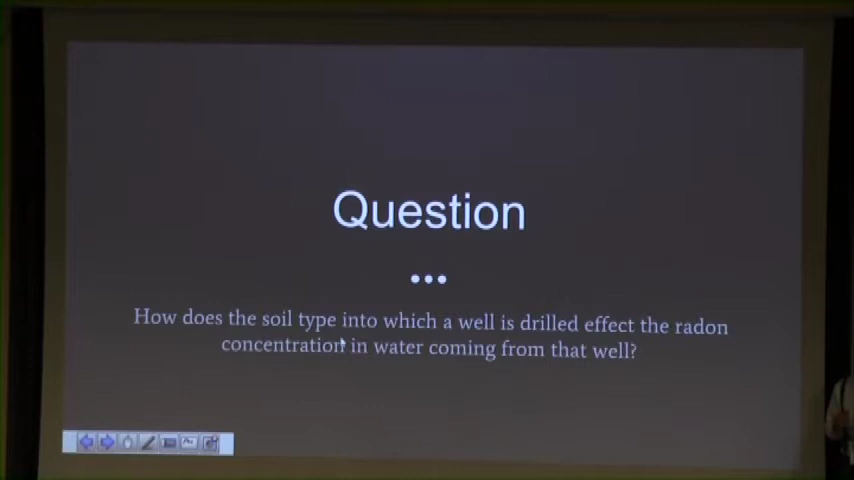 Question
...
How does the soil type into which a well is drilled effect the radon
concentration in water coming from that well?